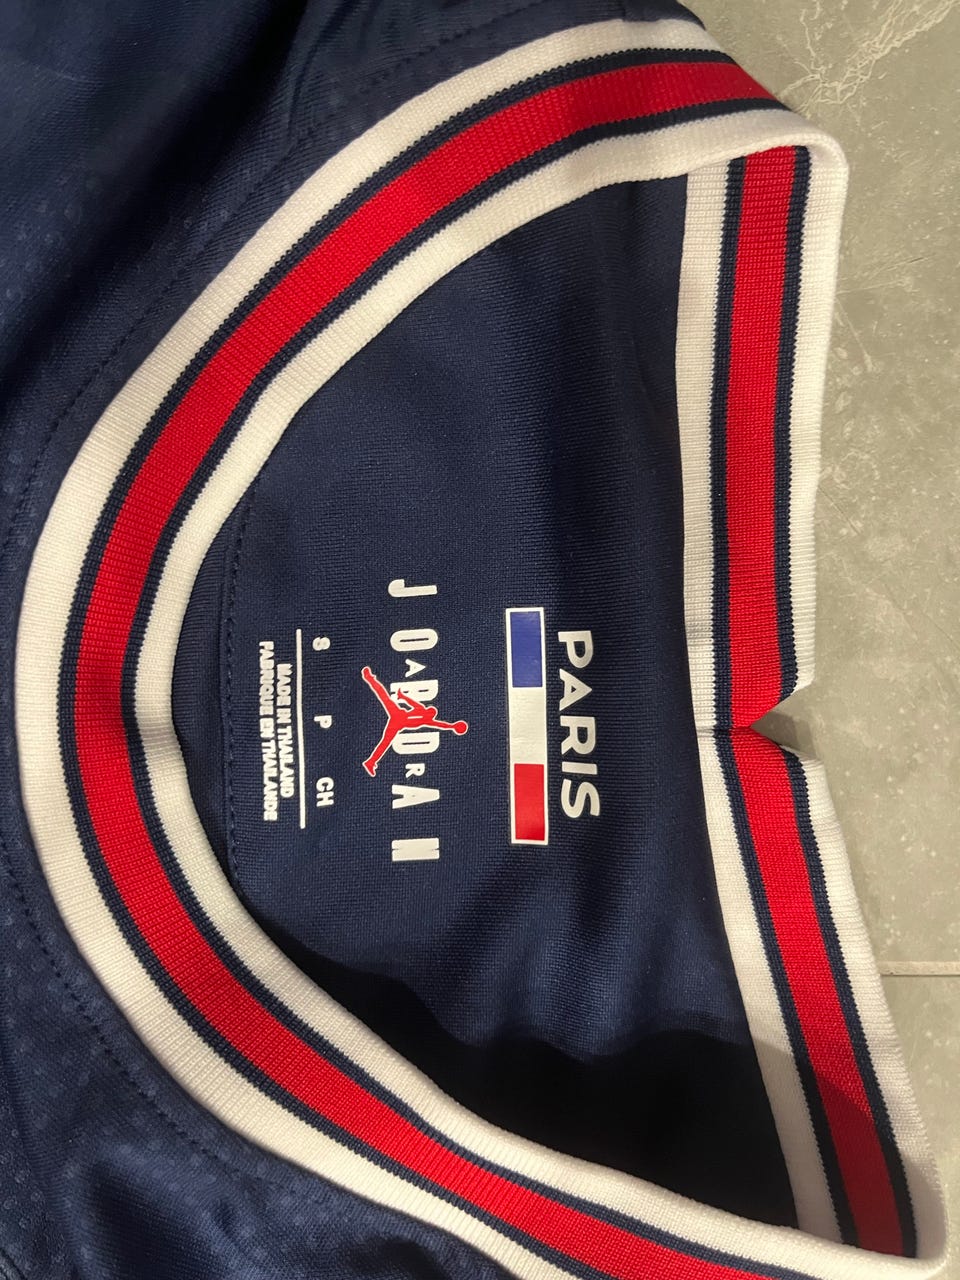 PARIS
JORDAN
S P CH
MADE IN THAILAND
FABRIQUE EN THAILANDE